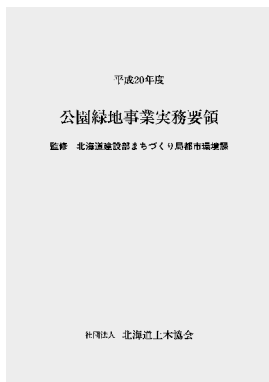 平成20年度
公園緑地事業実務要領
監修 北海道建設部まちづくり局都市環境課
社団法人 北海道土木協会